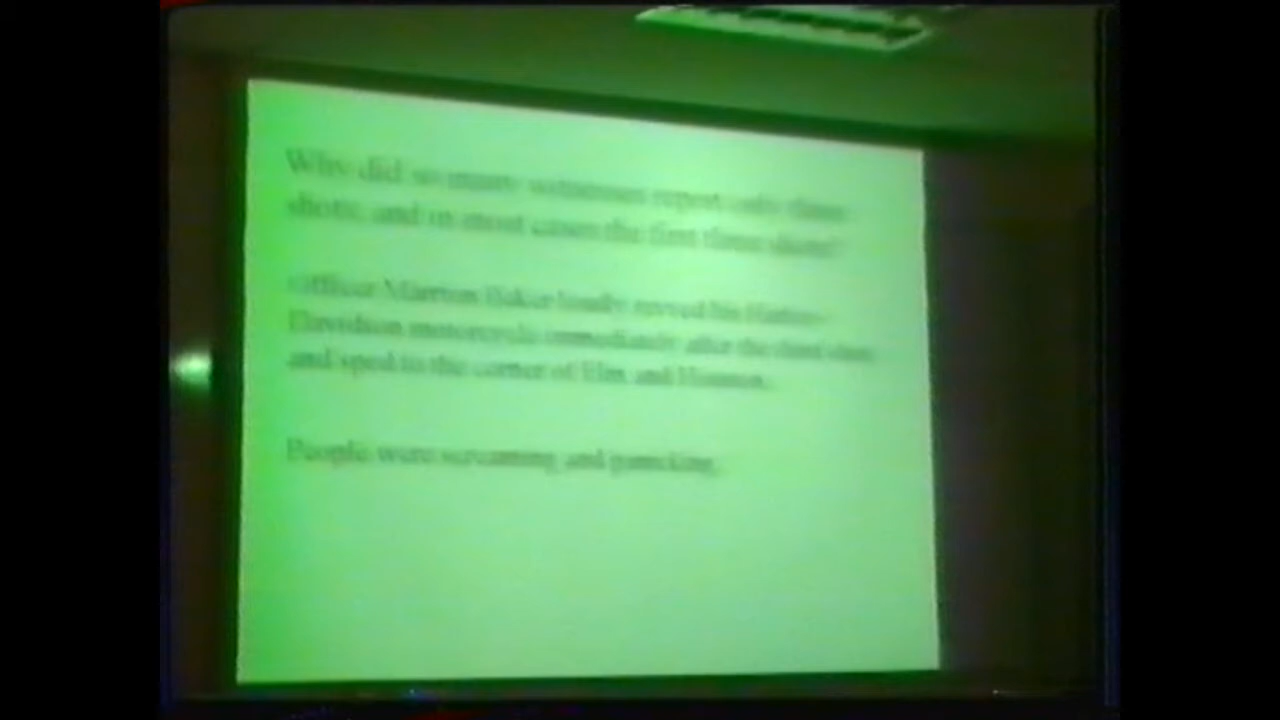 Why did so many witnesses report only three
shots, and in most cases the first three shots?
Officer Marrion Baker loudly revved his Harley-
Davidson motorcycle immediately after the third shot
and sped to the corner of Elm and Houston.
People were screaming and panicking.